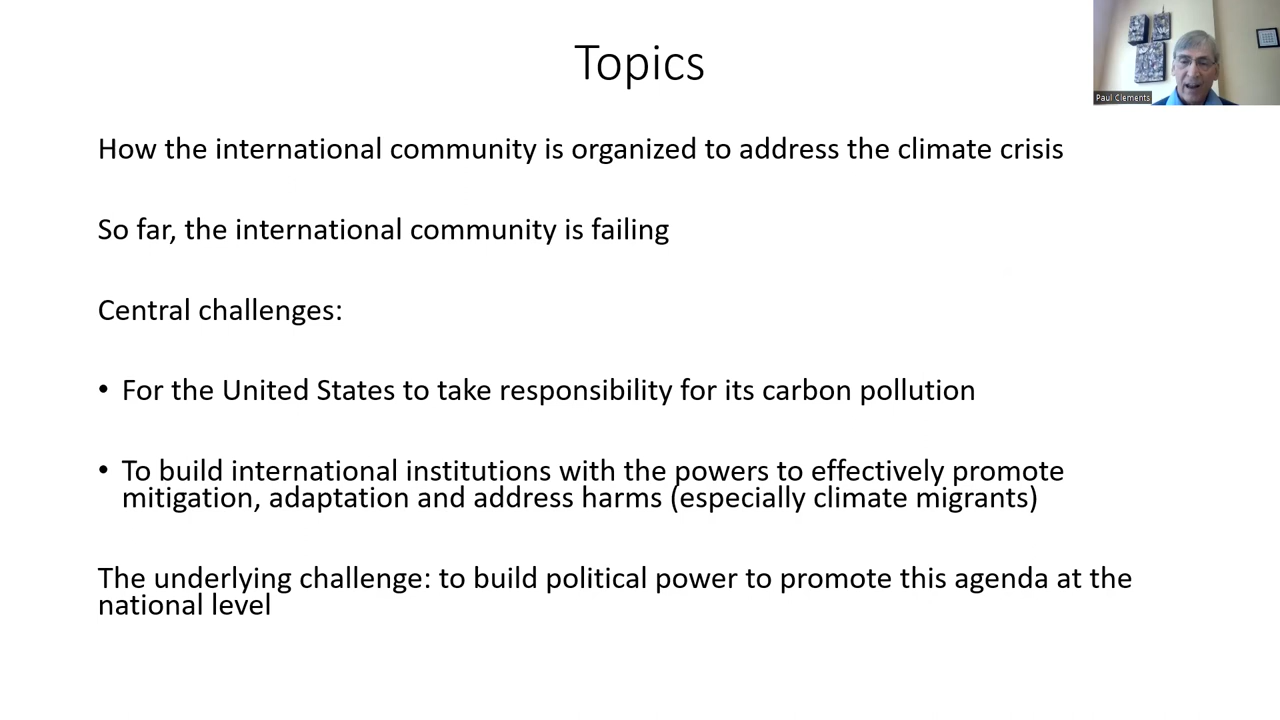 Topics
Paul Clements
How the international community is organized to address the climate crisis
So far, the international community is failing
Central challenges:
• For the United States to take responsibility for its carbon pollution
• To build international institutions with the powers to effectively promote
mitigation, adaptation and address harms (especially climate migrants)
The underlying challenge: to build political power to promote this agenda at the
national level